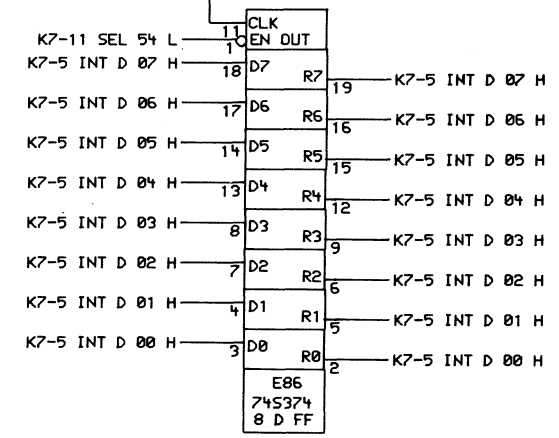 CLK
11
K7-11 SEL 54 L
1
EN OUT
K7-5 INT D 07 H
18
D7
R7
19
K7-5 INT D 07 H
K7-5 INT D 06 H
17
D6
R6
16
K7-5 INT D 06 H
K7-5 INT D 05 H
14
D5
R5
15
K7-5 INT D 05 H
K7-5 INT D 04 H
13
D4
R4
12
K7-5 INT D 04 H
K7-5 INT D 03 H
8
D3
R3
9
K7-5 INT D 03 H
K7-5 INT D 02 H
7
D2
R2
6
K7-5 INT D 02 H
K7-5 INT D 01 H
4
D1
R1
5
K7-5 INT D 01 H
K7-5 INT D 00 H
3
D0
R0
2
K7-5 INT D 00 H
E86
74S374
8 D FF